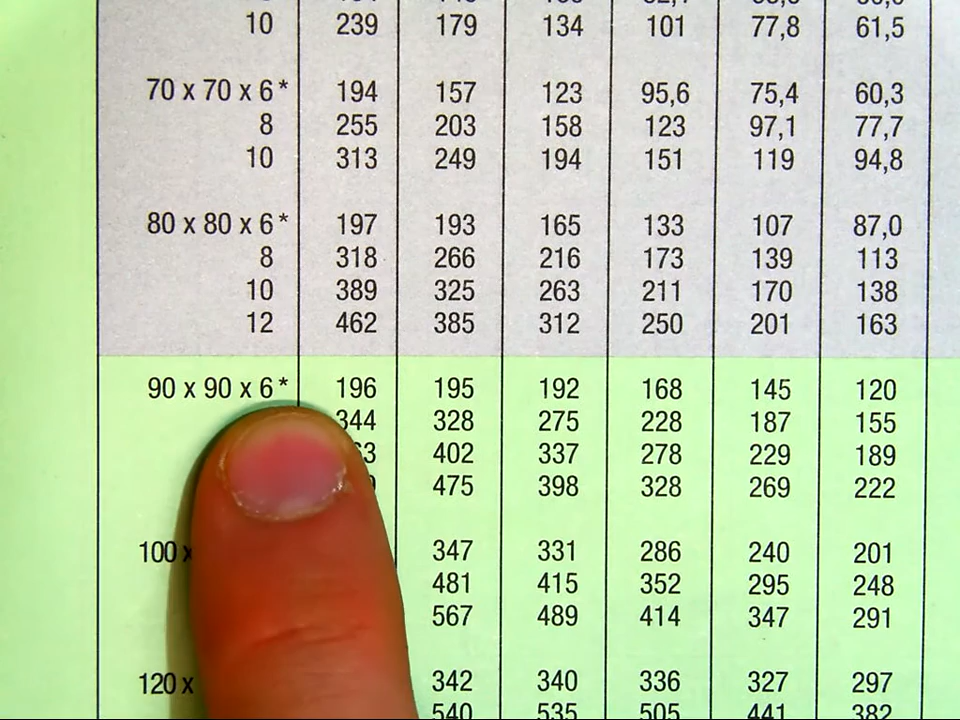 10 239 179 134 101 77,8 61,5
70 x 70 x 6* 194 157 123 95,6 75,4 60,3
8 255 203 158 123 97,1 77,7
10 313 249 194 151 119 94,8
80 x 80 x 6* 197 193 165 133 107 87,0
8 318 266 216 173 139 113
10 389 325 263 211 170 138
12 462 385 312 250 201 163
90 x 90 x 6* 196 195 192 168 145 120
344 328 275 228 187 155
402 337 278 229 189
475 398 328 269 222
100 x 347 331 286 240 201
481 415 352 295 248
567 489 414 347 291
120 x 342 340 336 327 297
540 535 505 441 382